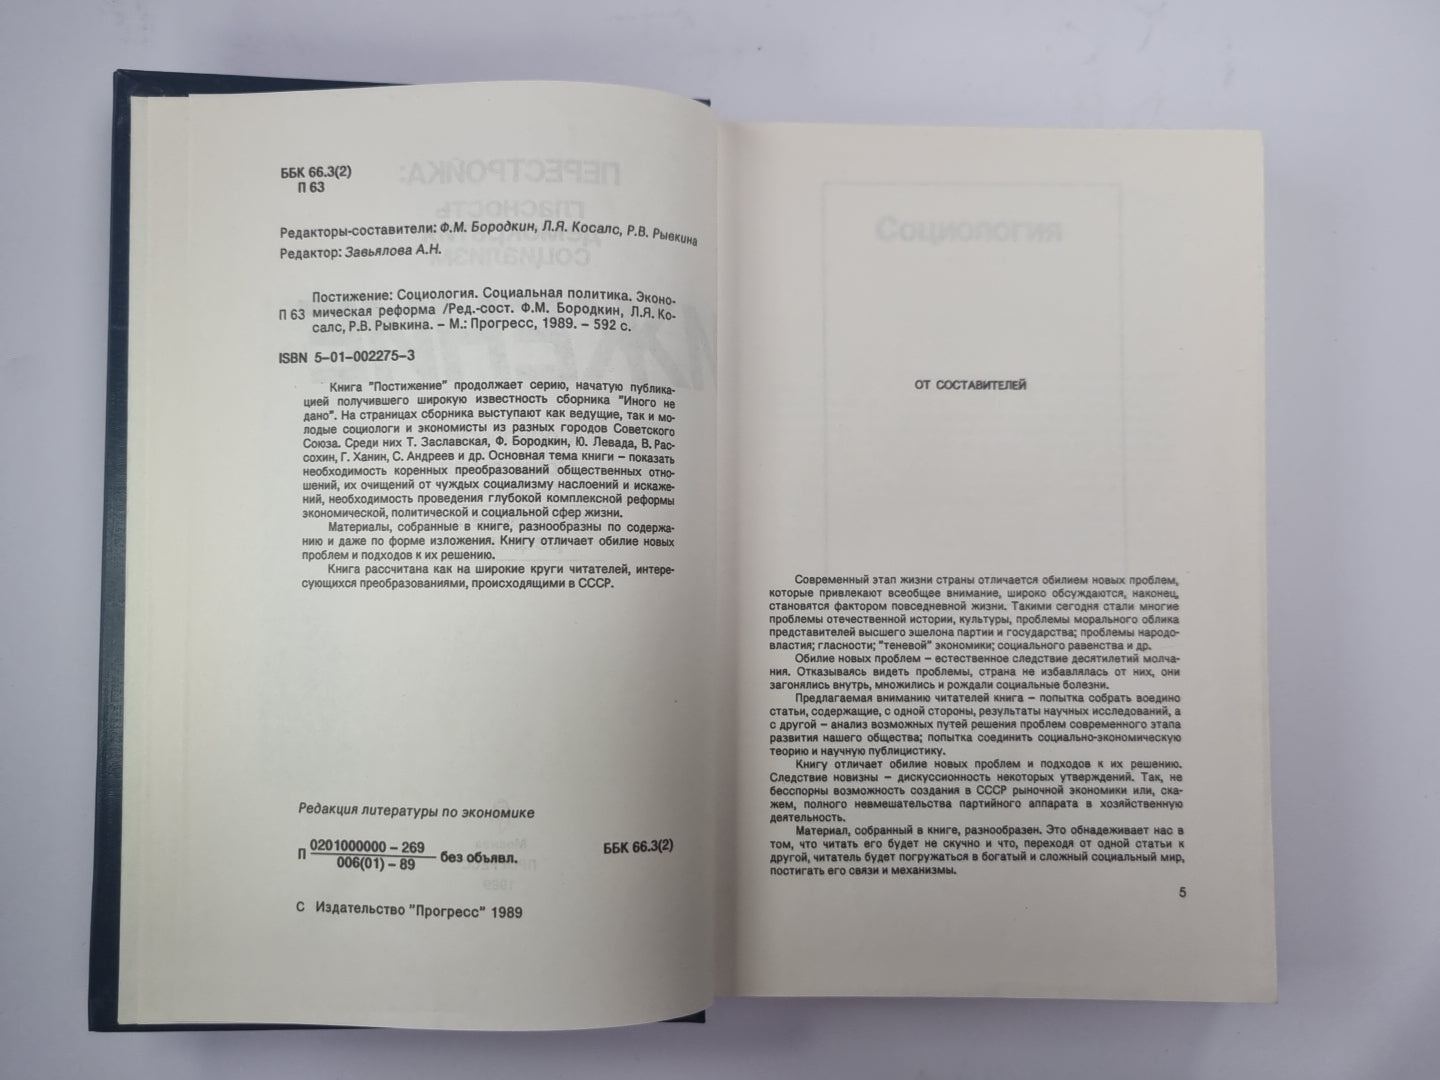 ББК 66.3(2)
П 63
Редакторы-составители: Ф.М. Бородкин, Л.Я. Косалс, Р.В. Рывкина
Редактор: Завьялова А.Н.
Постижение: Социология. Социальная политика. Эконо-
П 63 мическая реформа /Ред.-сост. Ф.М. Бородкин, Л.Я. Ко-
салс, Р.В. Рывкина. – М.: Прогресс, 1989. – 592 с.
ISBN 5–01–002275–3
Книга "Постижение" продолжает серию, начатую публика-
цией получившего широкую известность сборника "Иного не
дано". На страницах сборника выступают как ведущие, так и мо-
лодые социологи и экономисты из разных городов Советского
Союза. Среди них Т. Заславская, Ф. Бородкин, Ю. Левада, В. Рас-
сохин, Г. Ханин, С. Андреев и др. Основная тема книги – показать
необходимость коренных преобразований общественных отно-
шений, их очищений от чуждых социализму наслоений и искаже-
ний, необходимость проведения глубокой комплексной реформы
экономической, политической и социальной сфер жизни.
Материалы, собранные в книге, разнообразны по содержа-
нию и даже по форме изложения. Книгу отличает обилие новых
проблем и подходов к их решению.
Книга рассчитана как на широкие круги читателей, интере-
сующихся преобразованиями, происходящими в СССР.
Редакция литературы по экономике
П 0201000000 – 269
006(01) – 89 без объявл.
ББК 66.3(2)
С Издательство "Прогресс" 1989
Социология
ОТ СОСТАВИТЕЛЕЙ
Современный этап жизни страны отличается обилием новых проблем,
которые привлекают всеобщее внимание, широко обсуждаются, наконец,
становятся фактором повседневной жизни. Такими сегодня стали многие
проблемы отечественной истории, культуры, проблемы морального облика
представителей высшего эшелона партии и государства; проблемы народо-
властия; гласности; "теневой" экономики; социального равенства и др.
Обилие новых проблем – естественное следствие десятилетий молча-
ния. Отказываясь видеть проблемы, страна не избавлялась от них, они
загонялись внутрь, множились и рождали социальные болезни.
Предлагаемая вниманию читателей книга – попытка собрать воедино
статьи, содержащие, с одной стороны, результаты научных исследований, а
с другой – анализ возможных путей решения проблем современного этапа
развития нашего общества; попытка соединить социально-экономическую
теорию и научную публицистику.
Книгу отличает обилие новых проблем и подходов к их решению.
Следствие новизны – дискуссионность некоторых утверждений. Так, не
бесспорны возможность создания в СССР рыночной экономики или, ска-
жем, полного невмешательства партийного аппарата в хозяйственную
деятельность.
Материал, собранный в книге, разнообразен. Это обнадеживает нас в
том, что читать его будет не скучно и что, переходя от одной статьи к
другой, читатель будет погружаться в богатый и сложный социальный мир,
постигать его связи и механизмы.
5